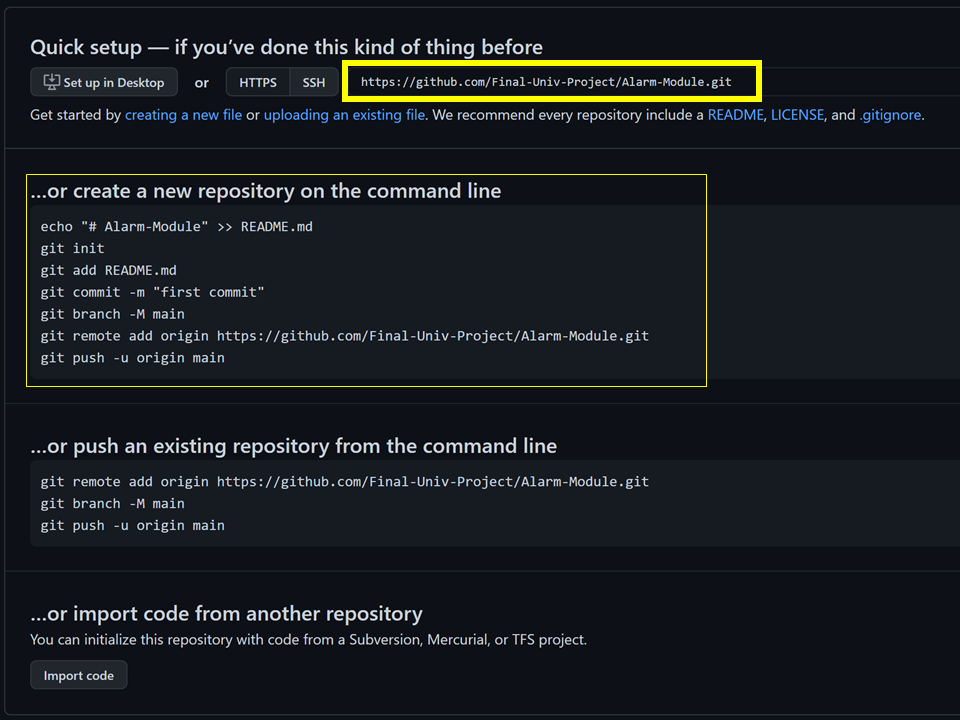 Quick setup — if you’ve done this kind of thing before
Set up in Desktop or HTTPS SSH https://github.com/Final-Univ-Project/Alarm-Module.git
Get started by creating a new file or uploading an existing file. We recommend every repository include a README, LICENSE, and .gitignore.
…or create a new repository on the command line
echo "# Alarm-Module" >> README.md
git init
git add README.md
git commit -m "first commit"
git branch -M main
git remote add origin https://github.com/Final-Univ-Project/Alarm-Module.git
git push -u origin main
…or push an existing repository from the command line
git remote add origin https://github.com/Final-Univ-Project/Alarm-Module.git
git branch -M main
git push -u origin main
…or import code from another repository
You can initialize this repository with code from a Subversion, Mercurial, or TFS project.
Import code